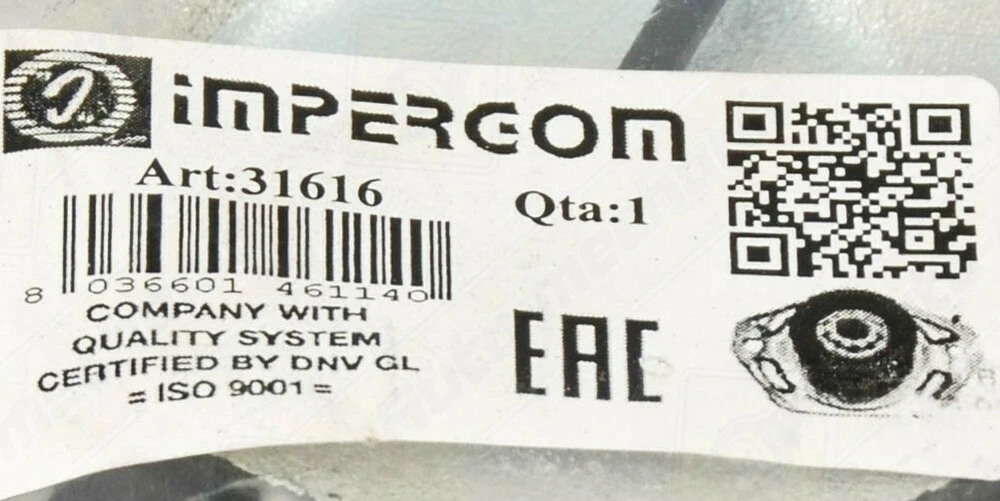 IMPERGOM
Art:31616
Qta:1
8 036601 461140
COMPANY WITH
QUALITY SYSTEM
CERTIFIED BY DNV GL
= ISO 9001 =
EAC